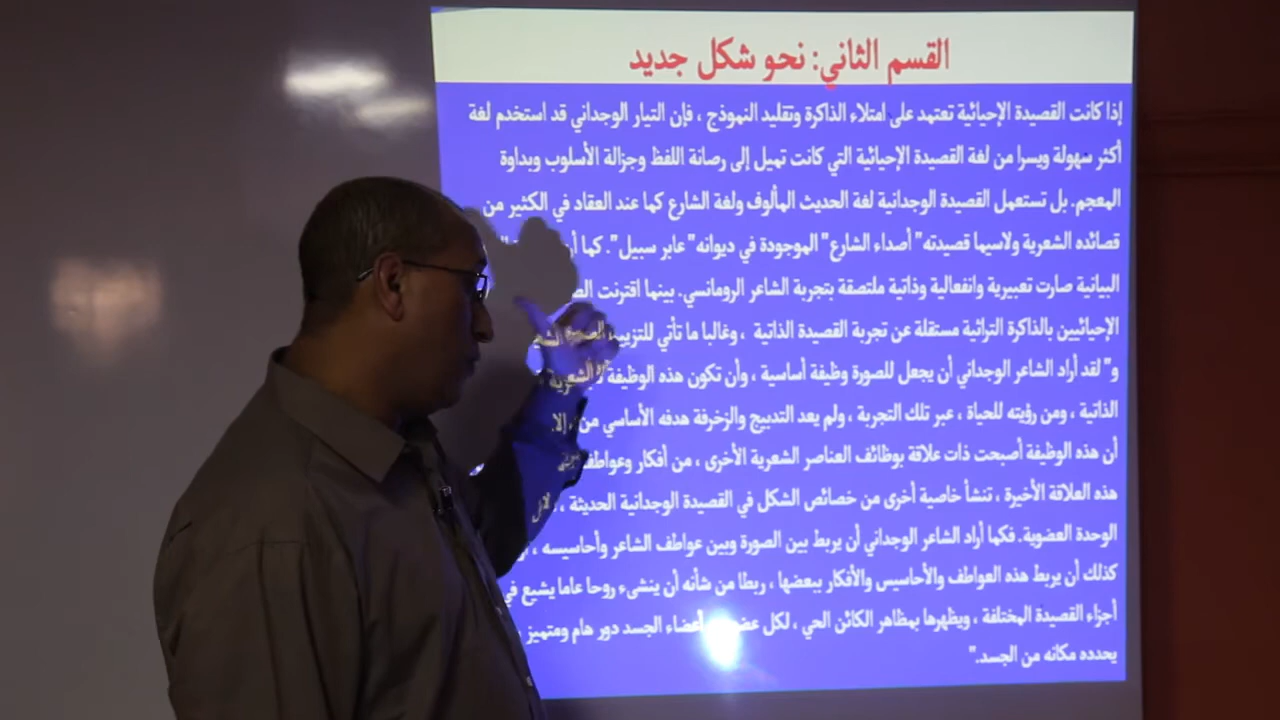 القسم الثاني: نحو شكل جديد
إذا كانت القصيدة الإحيائية تعتمد على امتلاء الذاكرة وتقليد النموذج ، فإن التيار الوجداني قد استخدم لغة
أكثر سهولة ويسرا من لغة القصيدة الإحيائية التي كانت تميل إلى رصانة اللفظ وجزالة الأسلوب وبداوة
المعجم. بل تستعمل القصيدة الوجدانية لغة الحديث المألوف ولغة الشارع كما عند العقاد في الكثير من
قصائده الشعرية ولاسيما قصيدته" أصداء الشارع" الموجودة في ديوانه" عابر سبيل". كما
البيانية صارت تعبيرية وانفعالية وذاتية ملتصقة بتجربة الشاعر الرومانسي. بينما اقترنت
الإحيائيين بالذاكرة التراثية مستقلة عن تجربة القصيدة الذاتية ، وغالبا ما تأتي للتزيين
و" لقد أراد الشاعر الوجداني أن يجعل للصورة وظيفة أساسية ، وأن تكون هذه الوظيفة
الذاتية ، ومن رؤيته للحياة ، عبر تلك التجربة ، ولم يعد التدبيج والزخرفة هدفه الأساسي من إلا
أن هذه الوظيفة أصبحت ذات علاقة بوظائف العناصر الشعرية الأخرى ، من أفكار وعواطف
هذه العلاقة الأخيرة ، تنشأ خاصية أخرى من خصائص الشكل في القصيدة الوجدانية الحديثة ،
الوحدة العضوية. فكما أراد الشاعر الوجداني أن يربط بين الصورة وبين عواطف الشاعر وأحاسيسه ،
كذلك أن يربط هذه العواطف والأحاسيس والأفكار ببعضها ، ربطا من شأنه أن ينشىء روحا عاما يشيع في
أجزاء القصيدة المختلفة ، ويظهرها بمظاهر الكائن الحي ، لكل أعضاء الجسد دور هام ومتميز
يحدده مكانه من الجسد."